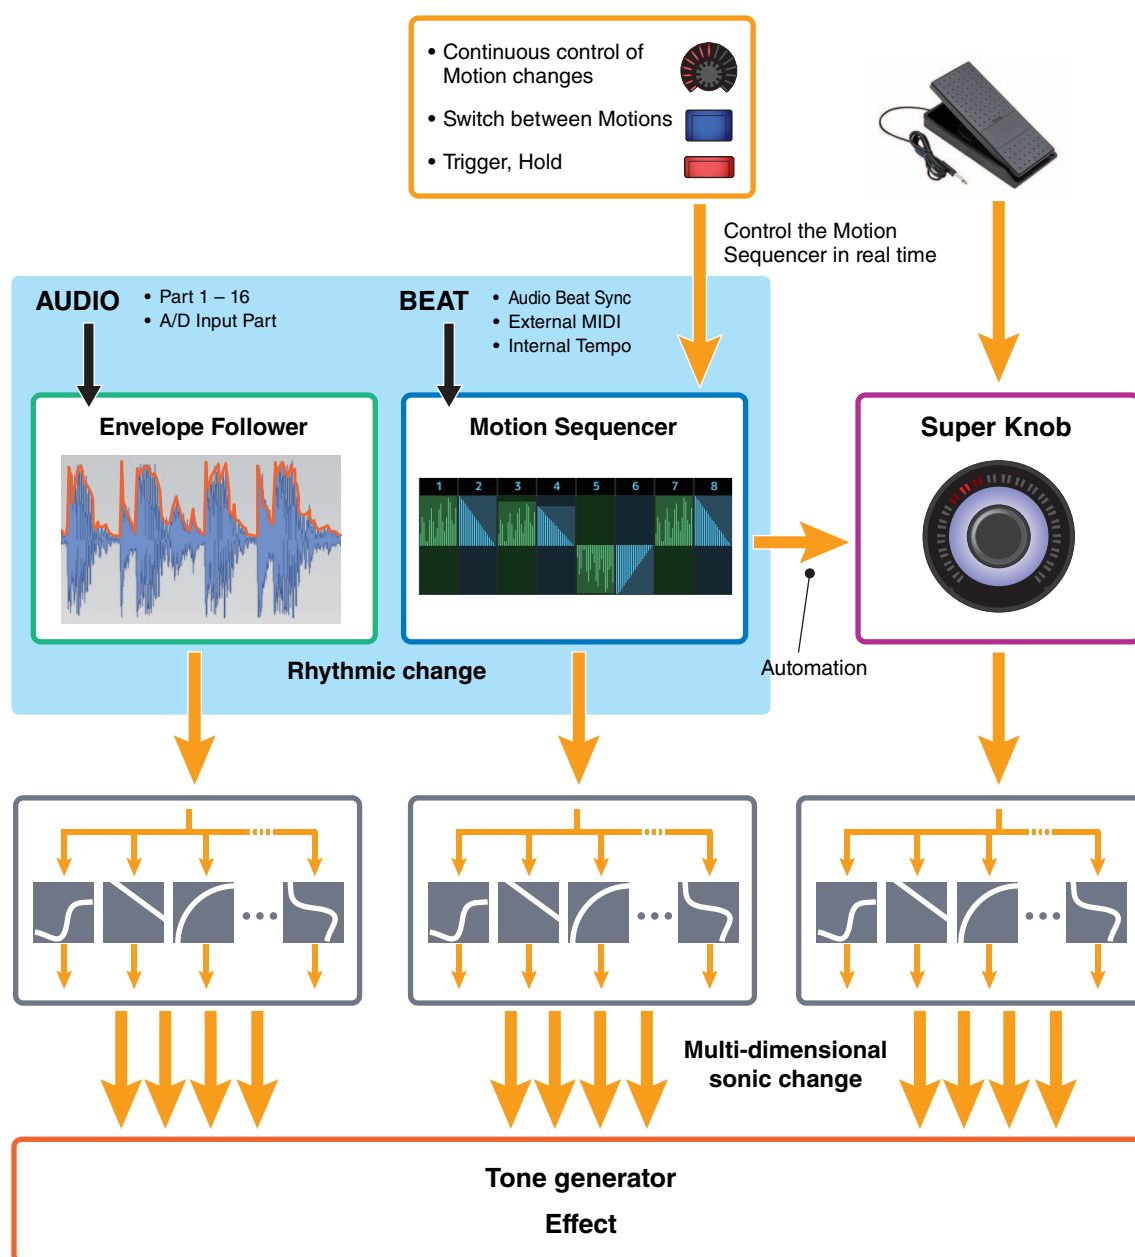 • Continuous control of
Motion changes
• Switch between Motions
• Trigger, Hold
Control the Motion
Sequencer in real time
AUDIO
• Part 1 – 16
• A/D Input Part
BEAT
• Audio Beat Sync
• External MIDI
• Internal Tempo
Envelope Follower
Motion Sequencer
1 2 3 4 5 6 7 8
Super Knob
Automation
Rhythmic change
Multi-dimensional
sonic change
Tone generator
Effect